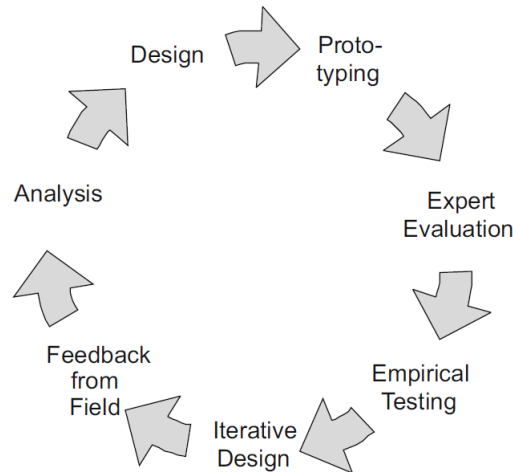 Design
Proto-
typing
Expert
Evaluation
Empirical
Testing
Iterative
Design
Feedback
from
Field
Analysis